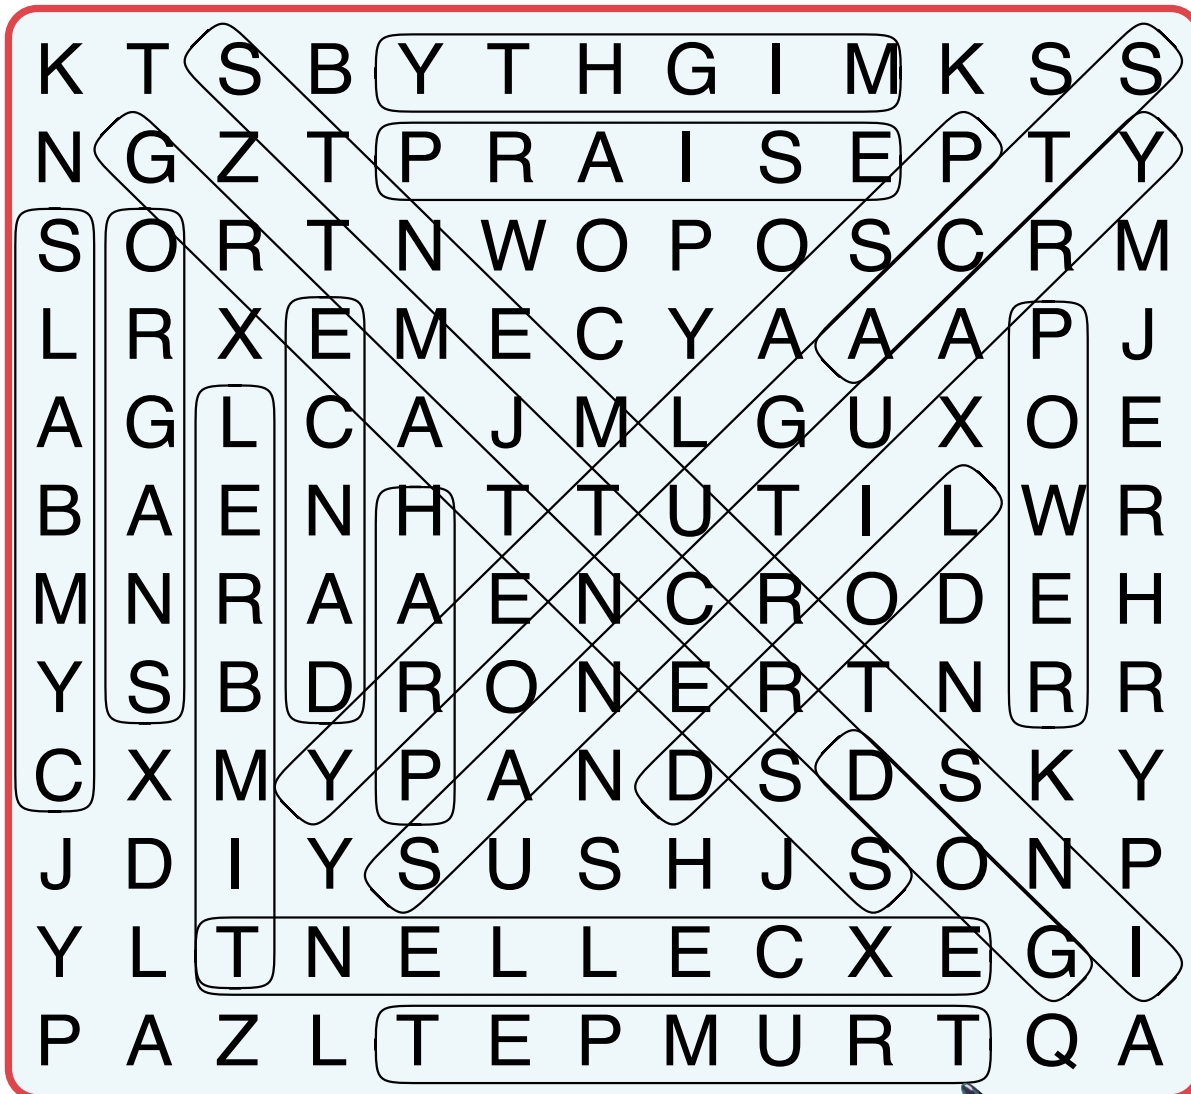 K T S B Y T H G I M K S S
N G Z T P R A I S E P T Y
S O R T N W O P O S C R M
L R X E M E C Y A A A P J
A G L C A J M L G U X O E
B A E N H T T U T I L W R
M N R A A E N C R O D E H
Y S B D R O N E R T N R R
C X M Y P A N D S D S K Y
J D I Y S U S H J S O N P
Y L T N E L L E C X E G I
P A Z L T E P M U R T Q A